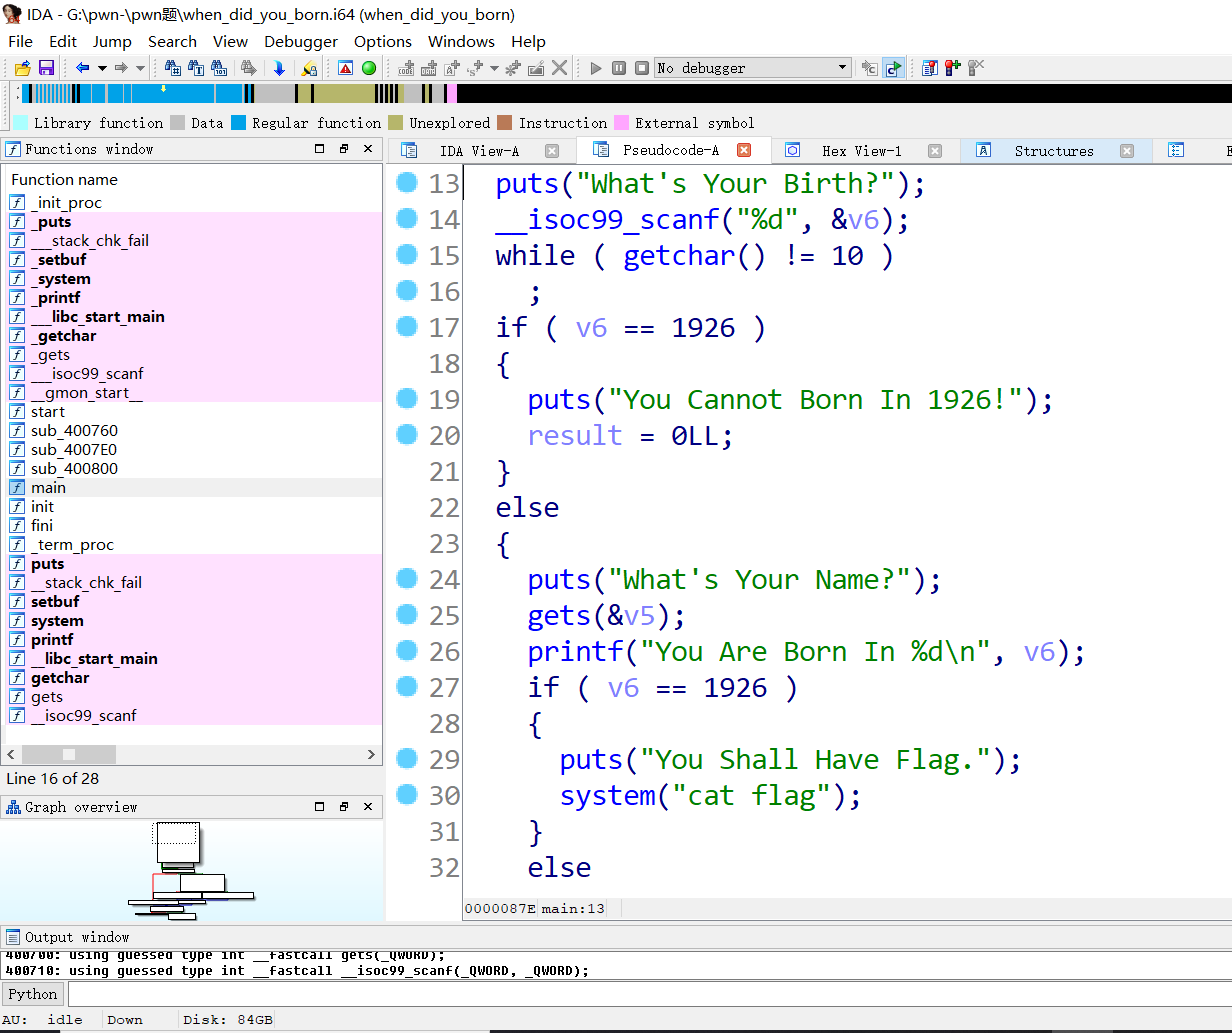 IDA - G:\pwn-\pwn题\when_did_you_born.i64 (when_did_you_born)
File Edit Jump Search View Debugger Options Windows Help
No debugger
Library function Data Regular function Unexplored Instruction External symbol
Functions window
IDA View-A Pseudocode-A Hex View-1 Structures
Function name
_init_proc
_puts
___stack_chk_fail
_setbuf
_system
_printf
___libc_start_main
_getchar
_gets
___isoc99_scanf
__gmon_start__
start
sub_400760
sub_4007E0
sub_400800
main
init
fini
_term_proc
puts
__stack_chk_fail
setbuf
system
printf
__libc_start_main
getchar
gets
__isoc99_scanf
Line 16 of 28
Graph overview
13 puts("What's Your Birth?");
14 __isoc99_scanf("%d", &v6);
15 while ( getchar() != 10 )
16 ;
17 if ( v6 == 1926 )
18 {
19 puts("You Cannot Born In 1926!");
20 result = 0LL;
21 }
22 else
23 {
24 puts("What's Your Name?");
25 gets(&v5);
26 printf("You Are Born In %d\n", v6);
27 if ( v6 == 1926 )
28 {
29 puts("You Shall Have Flag.");
30 system("cat flag");
31 }
32 else
0000087E main:13
Output window
400700: using guessed type int __fastcall gets(_QWORD);
400710: using guessed type int __fastcall __isoc99_scanf(_QWORD, _QWORD);
Python
AU: idle Down Disk: 84GB